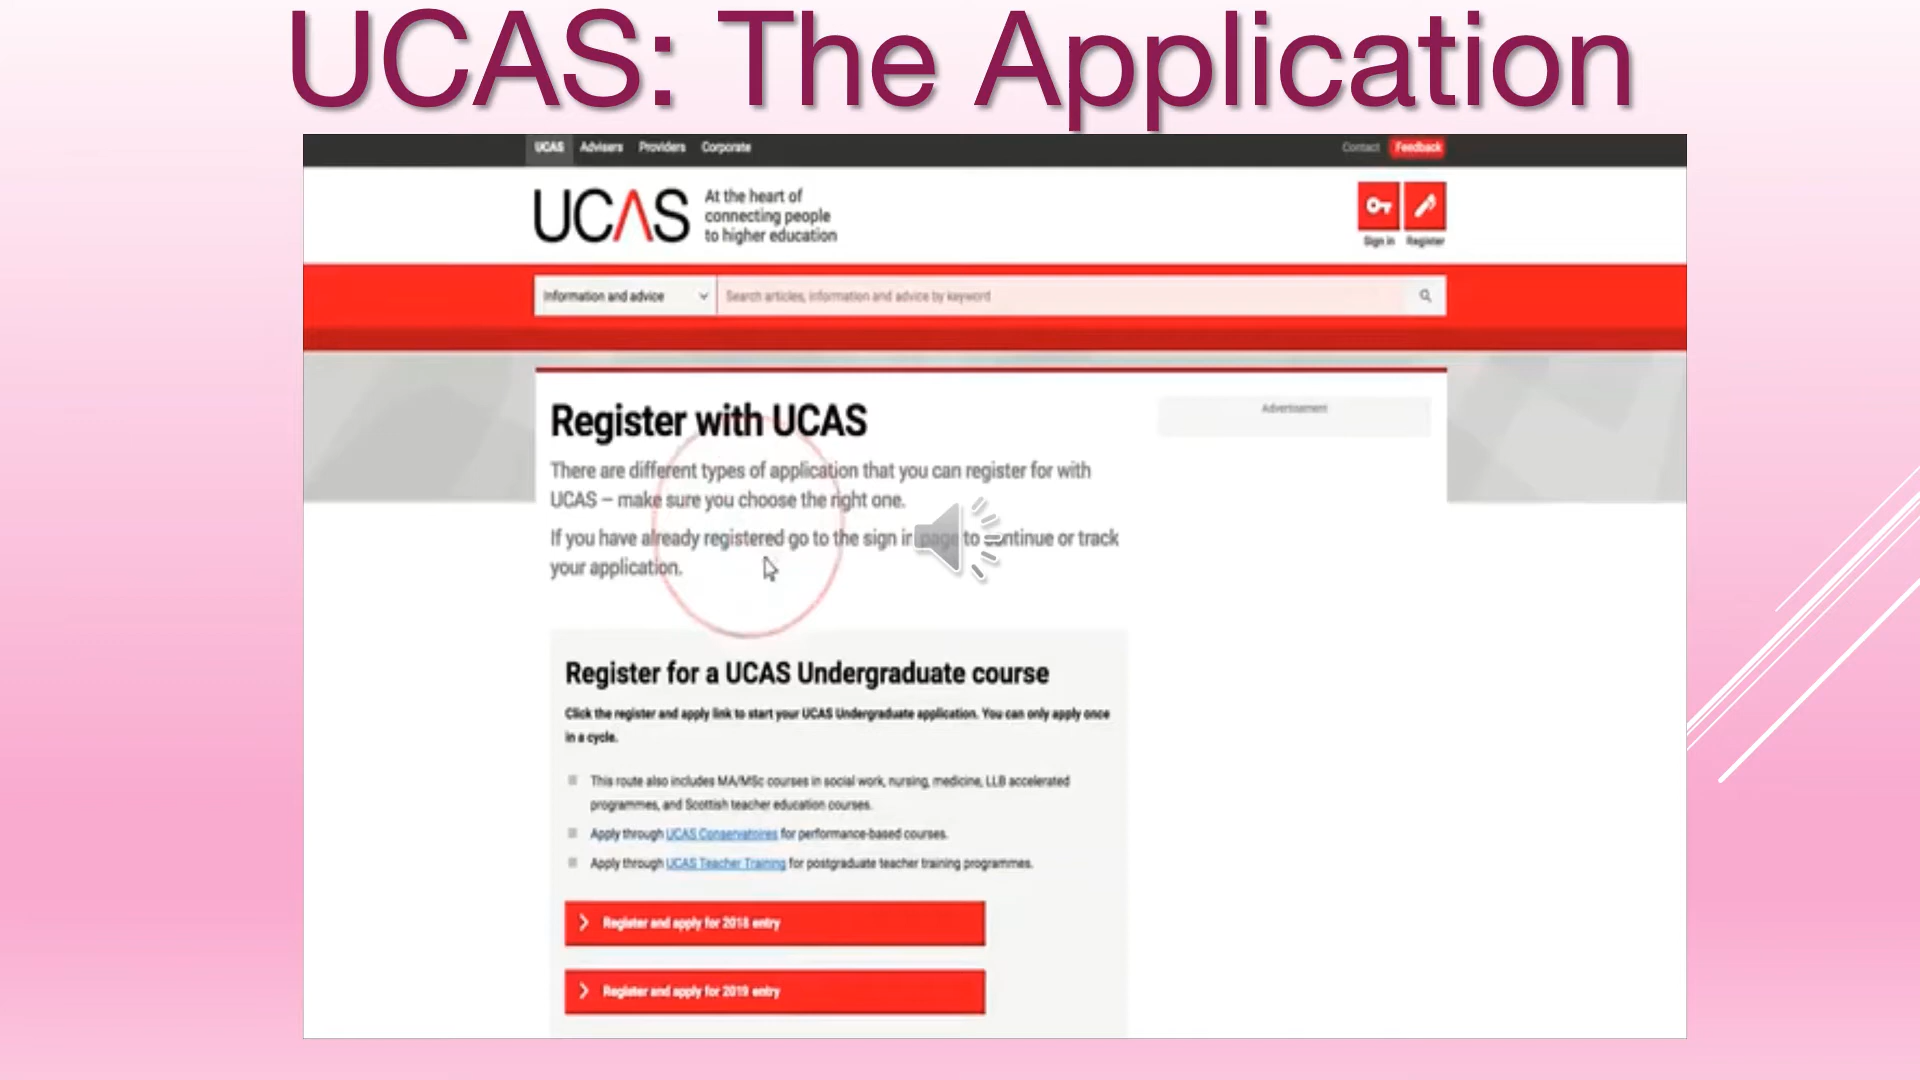 UCAS: The Application
UCAS Advisers Providers Corporate
Contact Feedback
UCAS
At the heart of
connecting people
to higher education
Sign in Register
Information and advice
Search articles, information and advice by keyword
Register with UCAS
Advertisement
There are different types of application that you can register for with
UCAS – make sure you choose the right one.
If you have already registered go to the sign in page to continue or track
your application.
Register for a UCAS Undergraduate course
Click the register and apply link to start your UCAS Undergraduate application. You can only apply once
in a cycle.
This route also includes MA/MSc courses in social work, nursing, medicine, LLB accelerated
programmes, and Scottish teacher education courses.
Apply through UCAS Conservatoires for performance-based courses.
Apply through UCAS Teacher Training for postgraduate teacher training programmes.
Register and apply for 2018 entry
Register and apply for 2019 entry